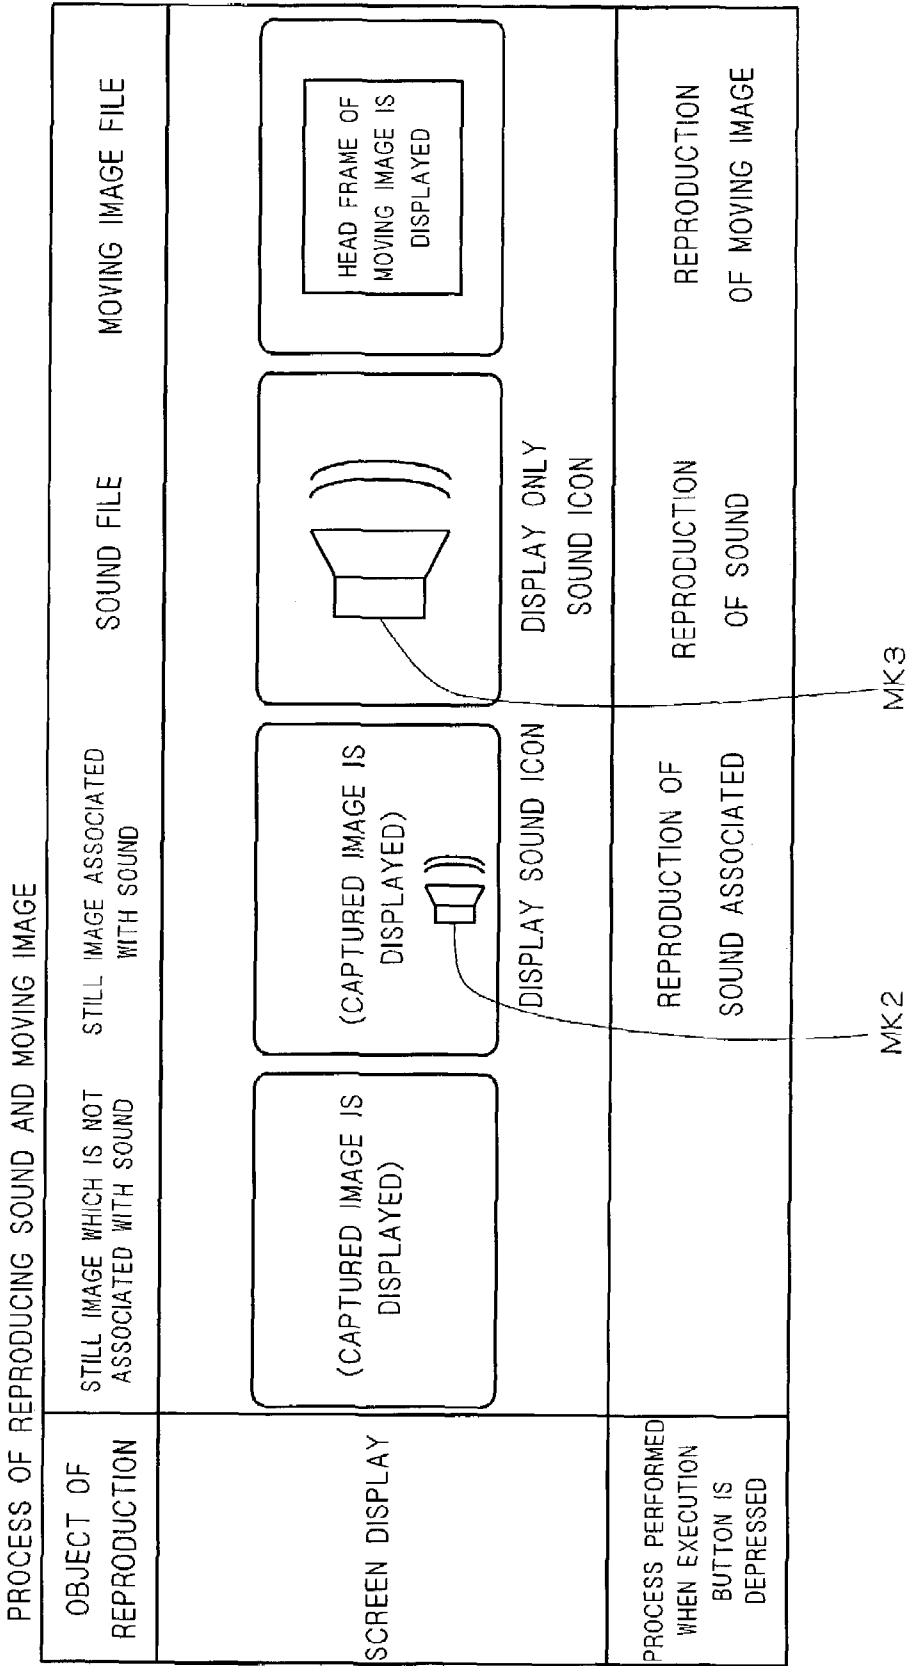 PROCESS OF REPRODUCING SOUND AND MOVING IMAGE
OBJECT OF
REPRODUCTION
STILL IMAGE WHICH IS NOT
ASSOCIATED WITH SOUND
STILL IMAGE ASSOCIATED
WITH SOUND
SOUND FILE
MOVING IMAGE FILE
SCREEN DISPLAY
(CAPTURED IMAGE IS
DISPLAYED)
(CAPTURED IMAGE IS
DISPLAYED)
DISPLAY SOUND ICON
DISPLAY ONLY
SOUND ICON
HEAD FRAME OF
MOVING IMAGE IS
DISPLAYED
PROCESS PERFORMED
WHEN EXECUTION
BUTTON IS
DEPRESSED
REPRODUCTION OF
SOUND ASSOCIATED
REPRODUCTION
OF SOUND
REPRODUCTION
OF MOVING IMAGE
MK2
MK3